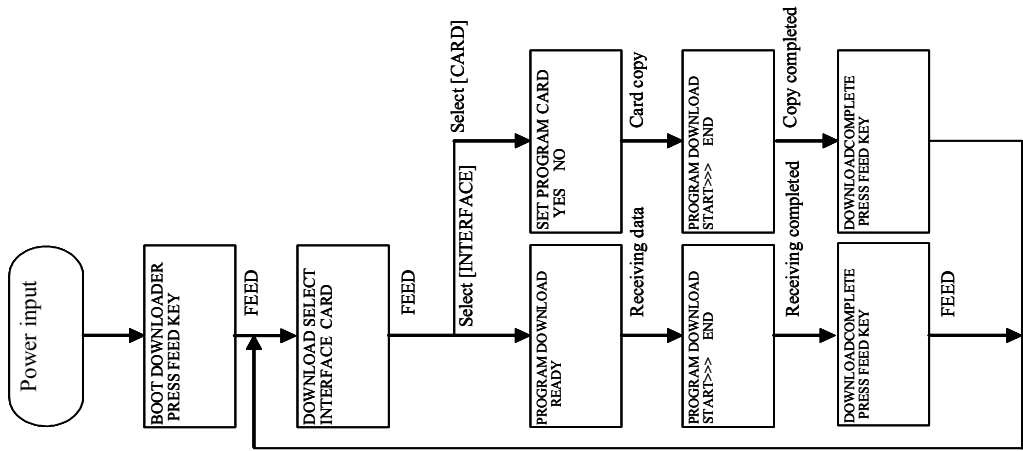 Power input
BOOT DOWNLOADER
PRESS FEED KEY
FEED
DOWNLOAD SELECT
INTERFACE CARD
FEED
Select [INTERFACE]
Select [CARD]
PROGRAM DOWNLOAD
READY
Receiving data
PROGRAM DOWNLOAD
START>>> END
Receiving completed
DOWNLOADCOMPLETE
PRESS FEED KEY
FEED
SET PROGRAM CARD
YES NO
Card copy
PROGRAM DOWNLOAD
START>>> END
Copy completed
DOWNLOADCOMPLETE
PRESS FEED KEY